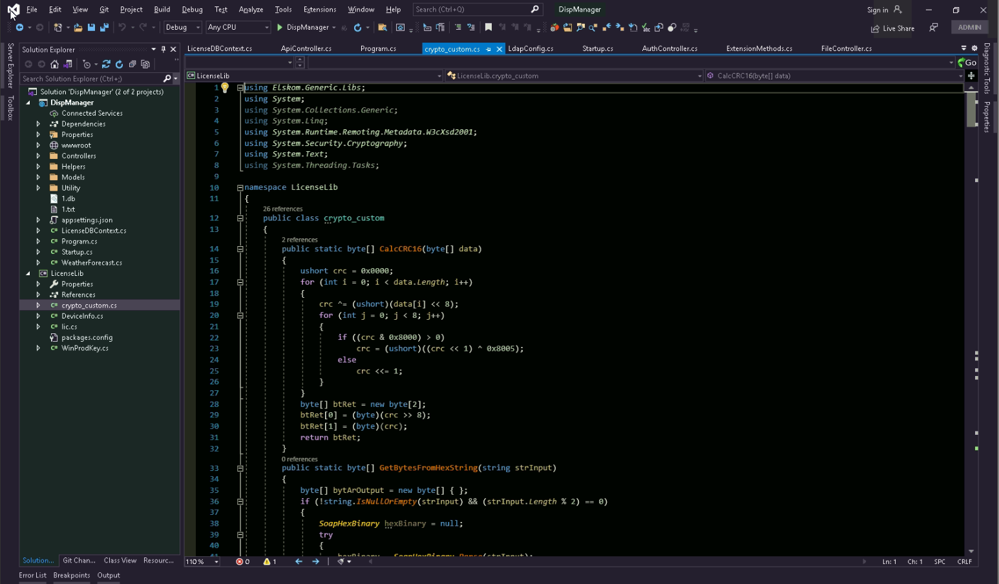 File Edit View Git Project Build Debug Test Analyze Tools Extensions Window Help Search (Ctrl+Q) DispManager Sign in
Debug Any CPU DispManager Live Share ADMIN
Server Explorer
Toolbox
Solution Explorer
Search Solution Explorer (Ctrl+;)
Solution 'DispManager' (2 of 2 projects)
DispManager
Connected Services
Dependencies
Properties
wwwroot
Controllers
Helpers
Models
Utility
1.db
1.txt
appsettings.json
LicenseDBContext.cs
Program.cs
Startup.cs
WeatherForecast.cs
LicenseLib
Properties
References
crypto_custom.cs
DeviceInfo.cs
lic.cs
packages.config
WinProdKey.cs
Solution... Git Chan... Class View Resourc...
LicenseDBContext.cs ApiController.cs Program.cs crypto_custom.cs LdapConfig.cs Startup.cs AuthController.cs ExtensionMethods.cs FileController.cs
Go
LicenseLib LicenseLib.crypto_custom CalcCRC16(byte[] data)
1 using Elskom.Generic.Libs;
2 using System;
3 using System.Collections.Generic;
4 using System.Linq;
5 using System.Runtime.Remoting.Metadata.W3cXsd2001;
6 using System.Security.Cryptography;
7 using System.Text;
8 using System.Threading.Tasks;
9
10 namespace LicenseLib
11 {
26 references
12 public class crypto_custom
13 {
2 references
14 public static byte[] CalcCRC16(byte[] data)
15 {
16 ushort crc = 0x0000;
17 for (int i = 0; i < data.Length; i++)
18 {
19 crc ^= (ushort)(data[i] << 8);
20 for (int j = 0; j < 8; j++)
21 {
22 if ((crc & 0x8000) > 0)
23 crc = (ushort)((crc << 1) ^ 0x8005);
24 else
25 crc <<= 1;
26 }
27 }
28 byte[] btRet = new byte[2];
29 btRet[0] = (byte)(crc >> 8);
30 btRet[1] = (byte)(crc);
31 return btRet;
32 }
0 references
33 public static byte[] GetBytesFromHexString(string strInput)
34 {
35 byte[] bytArOutput = new byte[] { };
36 if (!string.IsNullOrEmpty(strInput) && (strInput.Length % 2) == 0)
37 {
38 SoapHexBinary hexBinary = null;
39 try
40 {
41 hexBinary = SoapHexBinary.Parse(strInput);
110 % 0 1 Ln: 1 Ch: 1 SPC CRLF
Diagnostic Tools
Properties
Error List Breakpoints Output